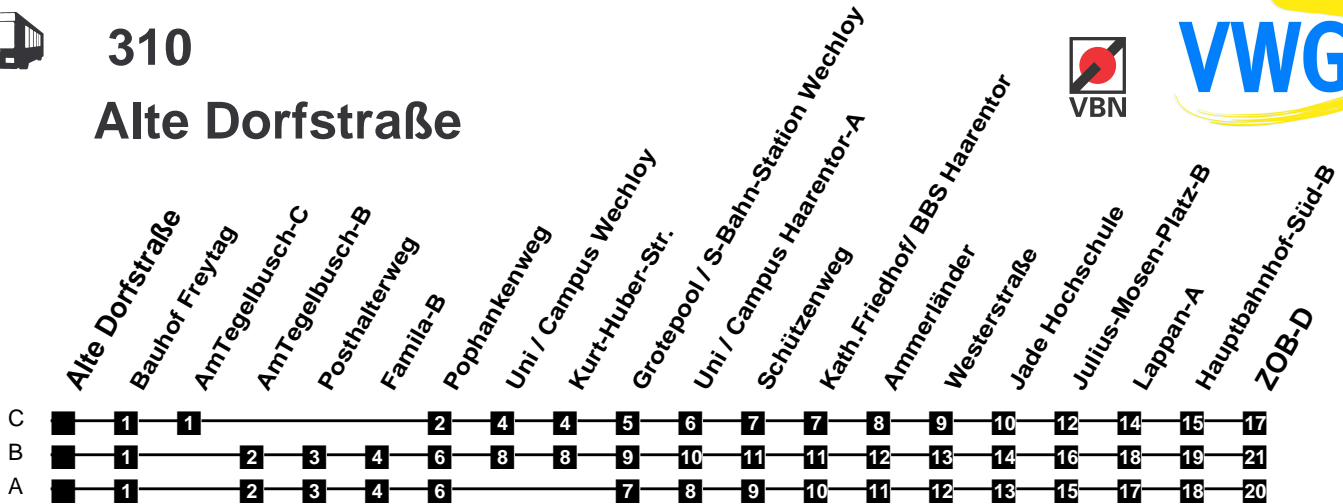 310
Alte Dorfstraße
VBN
VWG
Alte Dorfstraße
Bauhof Freytag
AmTegelbusch-C
AmTegelbusch-B
Posthalterweg
Famila-B
Pophankenweg
Uni / Campus Wechloy
Kurt-Huber-Str.
Grotepool / S-Bahn-Station Wechloy
Uni / Campus Haarentor-A
Schützenweg
Kath.Friedhof/ BBS Haarentor
Ammerländer
Westerstraße
Jade Hochschule
Julius-Mosen-Platz-B
Lappan-A
Hauptbahnhof-Süd-B
ZOB-D
C 1 1 2 4 4 5 6 7 7 8 9 10 12 14 15 17
B 1 2 3 4 6 8 8 9 10 11 11 12 13 14 16 18 19 21
A 1 2 3 4 6 7 8 9 10 11 12 13 15 17 18 20